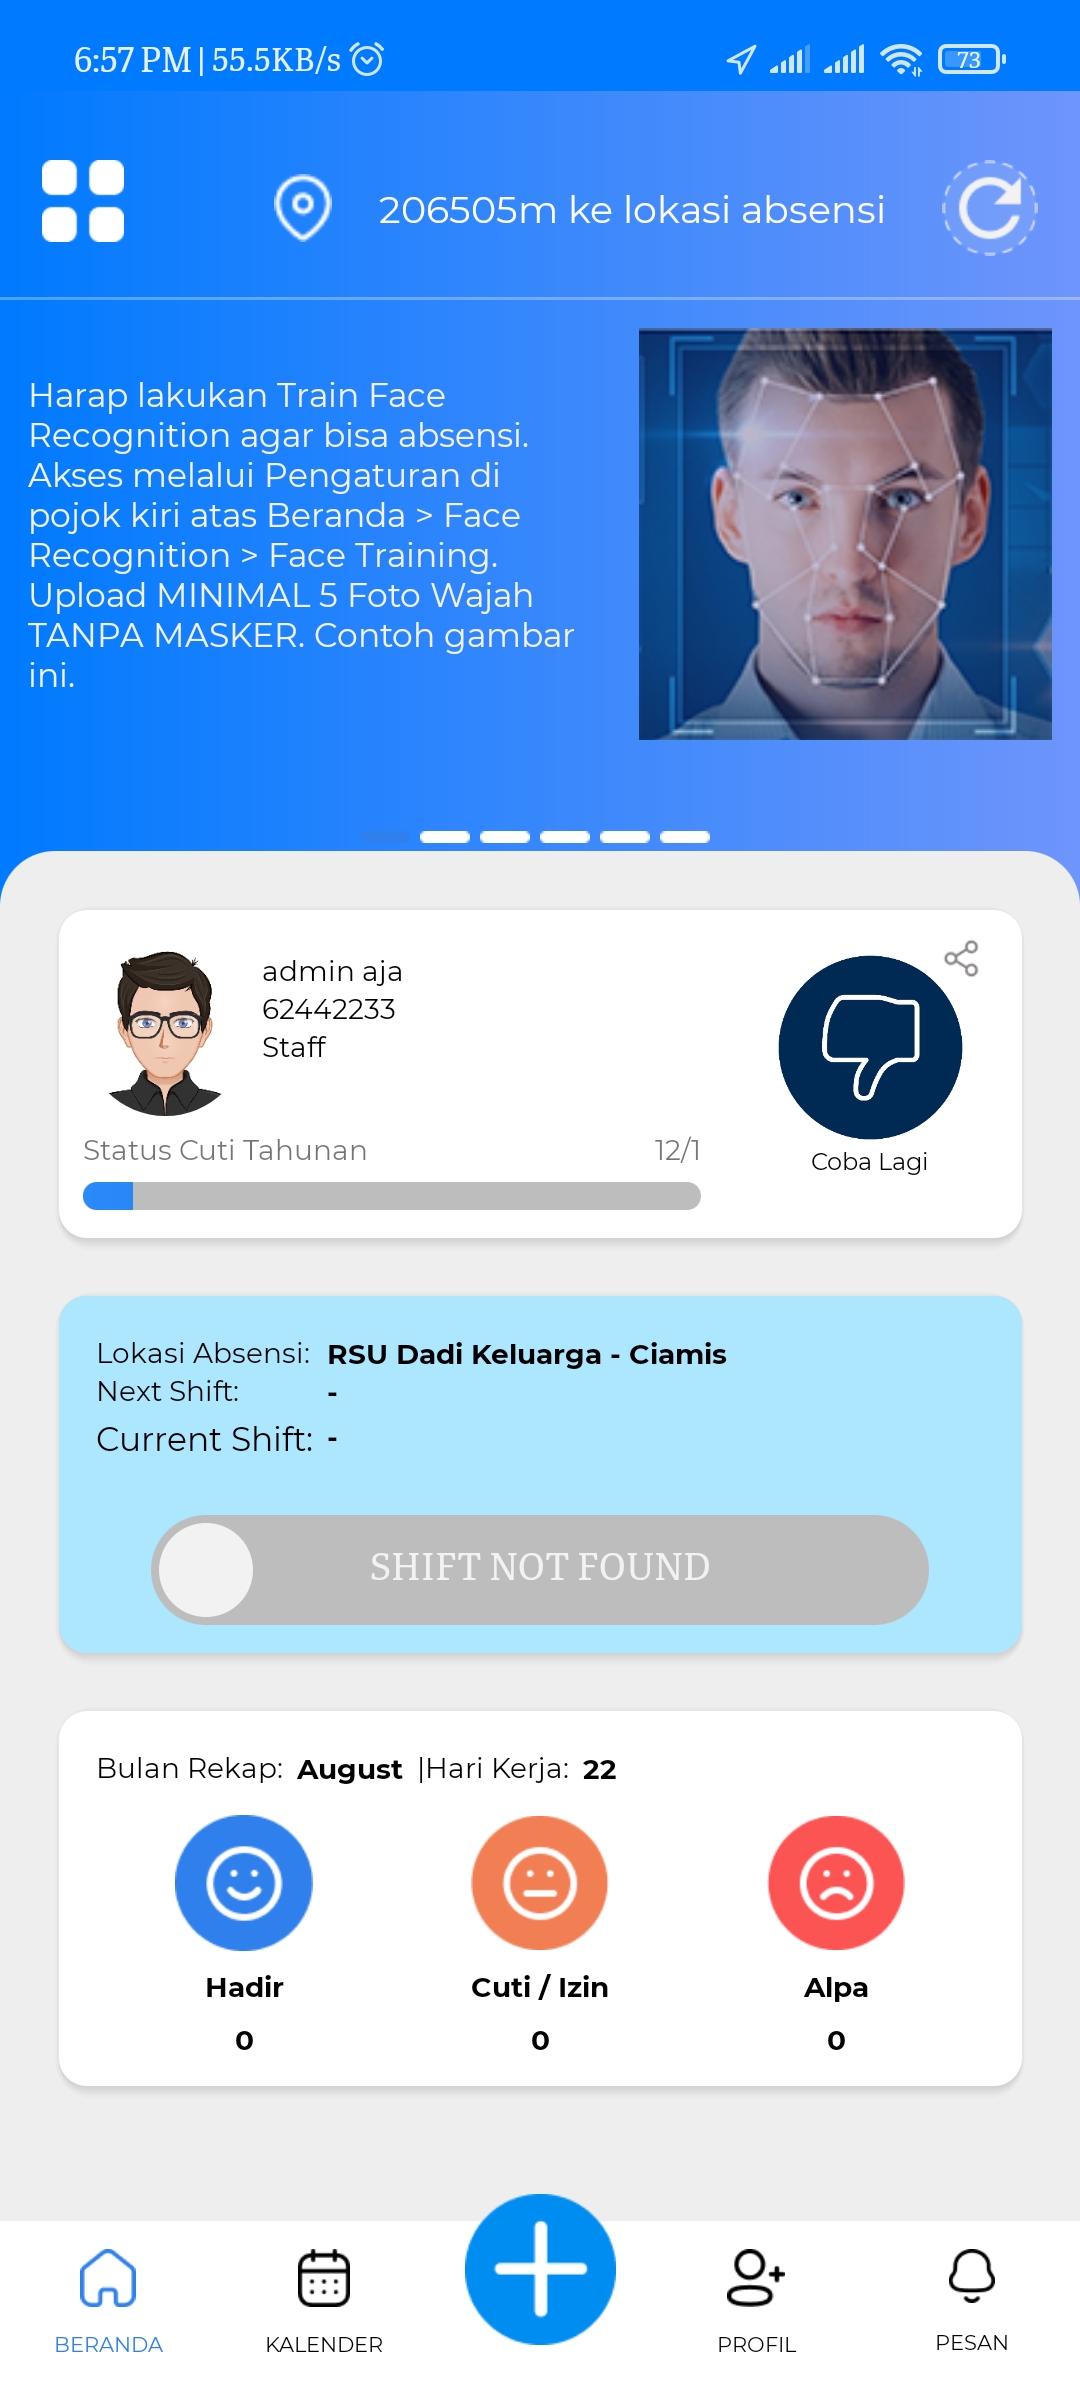 6:57 PM | 55.5KB/s
73
206505m ke lokasi absensi
Harap lakukan Train Face
Recognition agar bisa absensi.
Akses melalui Pengaturan di
pojok kiri atas Beranda > Face
Recognition > Face Training.
Upload MINIMAL 5 Foto Wajah
TANPA MASKER. Contoh gambar
ini.
admin aja
62442233
Staff
Status Cuti Tahunan 12/1
Coba Lagi
Lokasi Absensi: RSU Dadi Keluarga - Ciamis
Next Shift: -
Current Shift: -
SHIFT NOT FOUND
Bulan Rekap: August |Hari Kerja: 22
Hadir Cuti / Izin Alpa
0 0 0
BERANDA KALENDER PROFIL PESAN